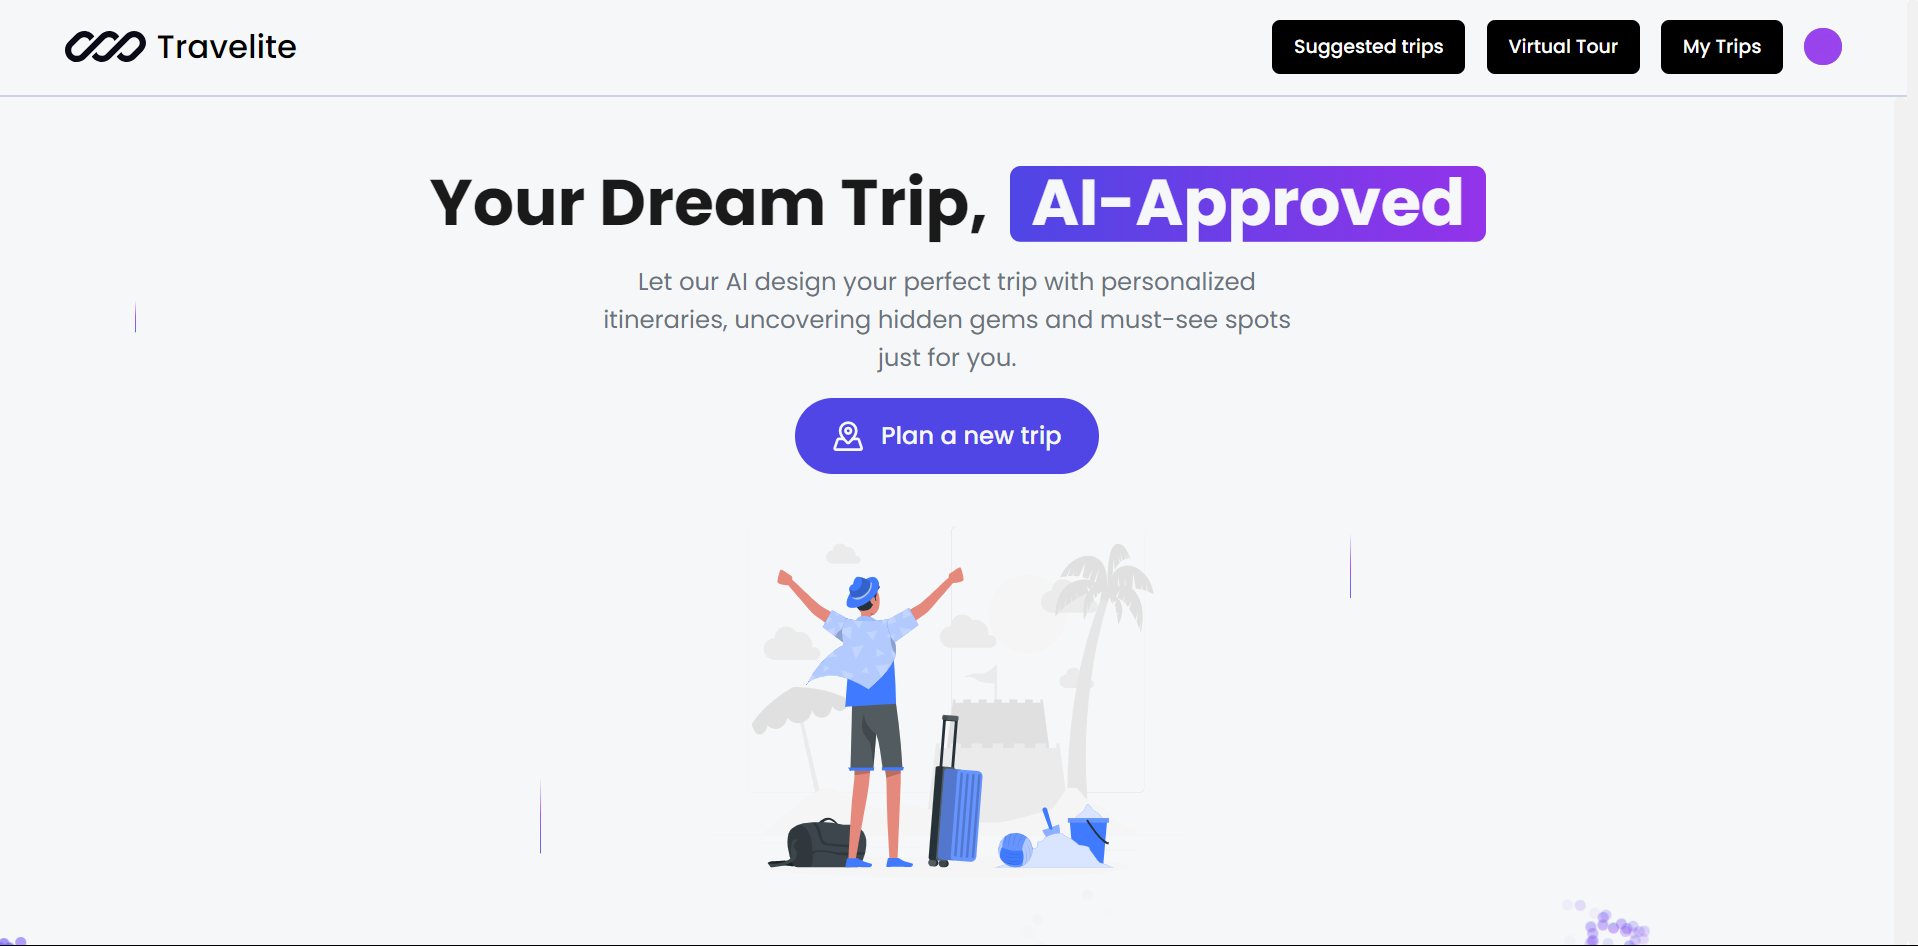 Travelite
Suggested trips
Virtual Tour
My Trips
Your Dream Trip, AI-Approved
Let our AI design your perfect trip with personalized
itineraries, uncovering hidden gems and must-see spots
just for you.
Plan a new trip